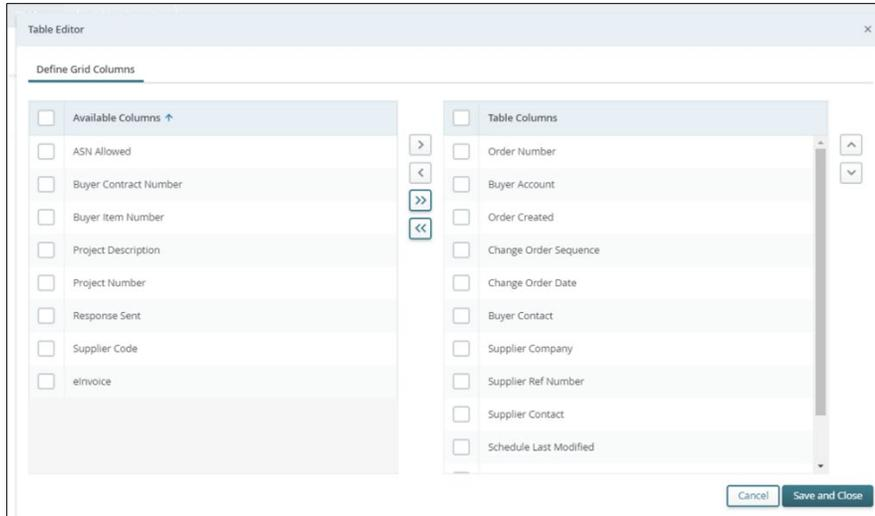 Table Editor
Define Grid Columns
Available Columns
ASN Allowed
Buyer Contract Number
Buyer Item Number
Project Description
Project Number
Response Sent
Supplier Code
eInvoice
Table Columns
Order Number
Buyer Account
Order Created
Change Order Sequence
Change Order Date
Buyer Contact
Supplier Company
Supplier Ref Number
Supplier Contact
Schedule Last Modified
Cancel
Save and Close